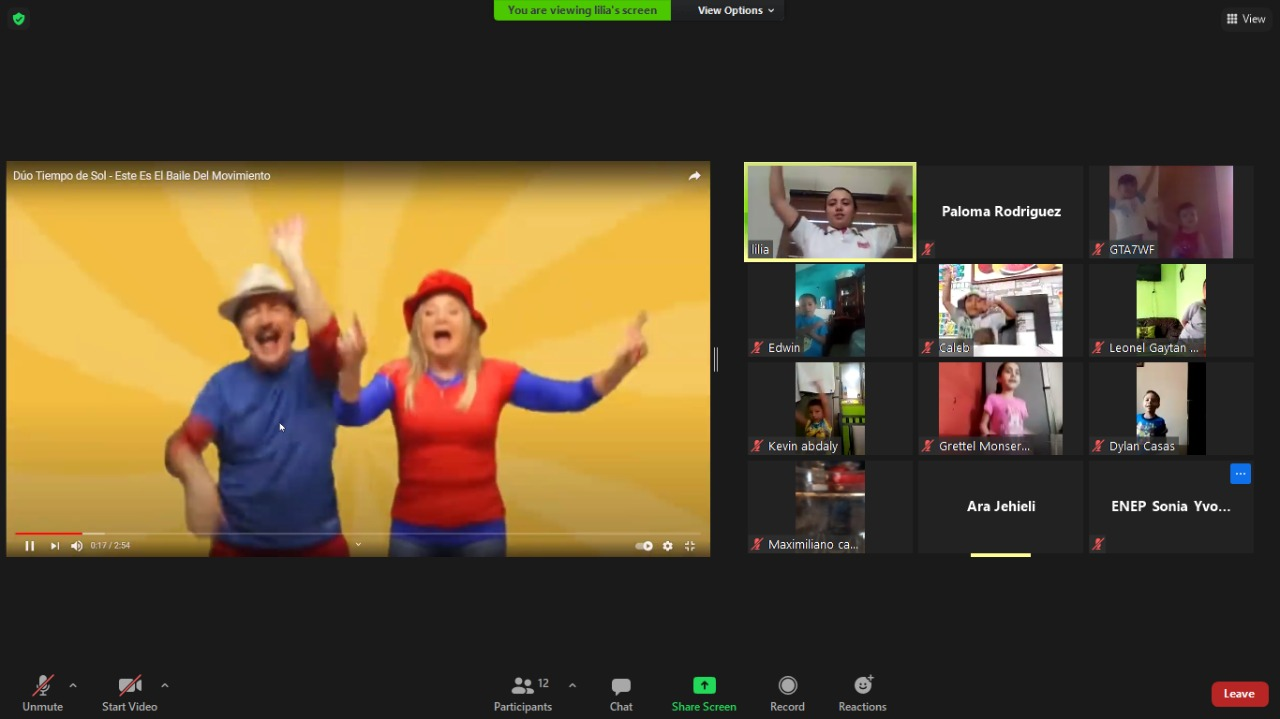 You are viewing lilia's screen
View Options
View
Dúo Tiempo de Sol - Este Es El Baile Del Movimiento
0:17 / 2:54
lilia
Paloma Rodriguez
GTA7WF
Edwin
Caleb
Leonel Gaytan ...
Kevin abdaly
Grettel Monser...
Dylan Casas
Maximiliano ca...
Ara Jehieli
ENEP Sonia Yvo...
Unmute
Start Video
12
Participants
Chat
Share Screen
Record
Reactions
Leave